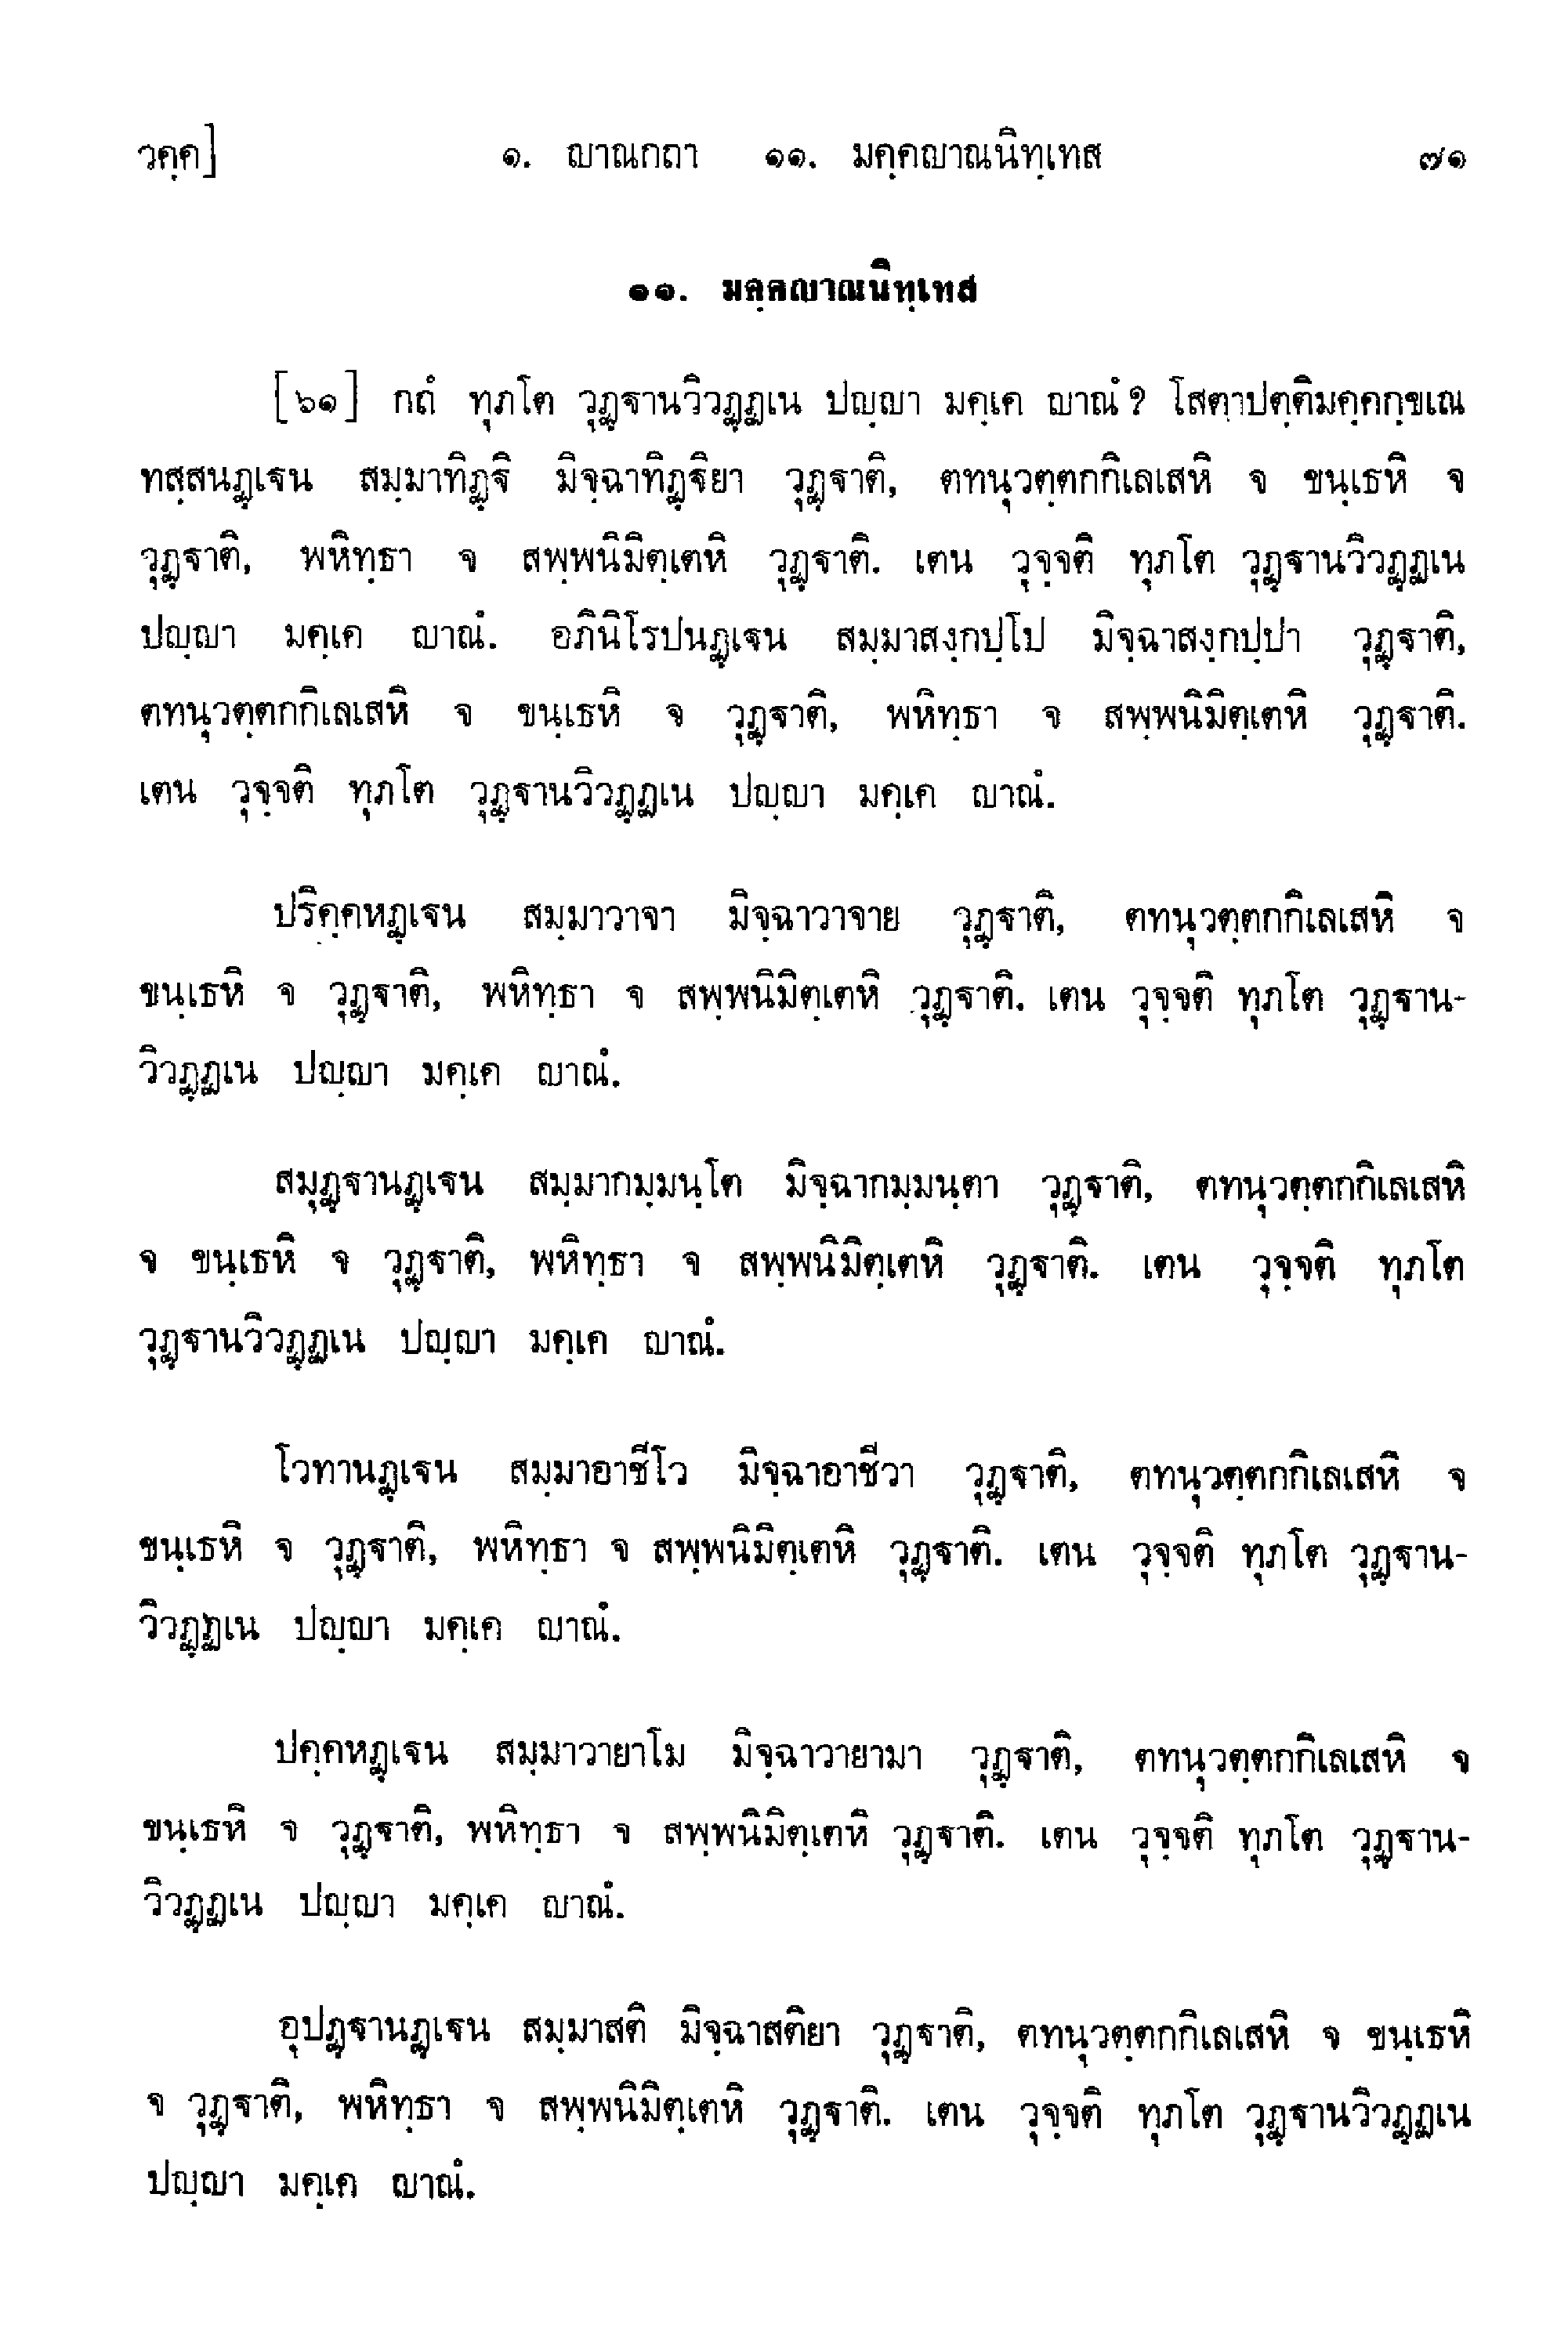 วคฺค] ๑. ญาณกถา ๑๑. มคฺคญาณนิทฺเทส ๗๑
๑๑. มคฺคญาณนิทฺเทส
[๖๑] กถํ ทุภโต วุฏฺฐานวิวฏฺฏเน ปญฺญา มคฺเค ญาณํ? โสตาปตฺติมคฺคกฺขเณ
ทสฺสนฏฺเฐน สมฺมาทิฏฺฐิ มิจฺฉาทิฏฺฐิยา วุฏฺฐาติ, ตทนุวตฺตกกิเลเสหิ จ ขนฺเธหิ จ
วุฏฺฐาติ, พหิทฺธา จ สพฺพนิมิตฺเตหิ วุฏฺฐาติ. เตน วุจฺจติ ทุภโต วุฏฺฐานวิวฏฺฏเน
ปญฺญา มคฺเค ญาณํ. อภินิโรปนฏฺเฐน สมฺมาสงฺกปฺโป มิจฺฉาสงฺกปฺปา วุฏฺฐาติ,
ตทนุวตฺตกกิเลเสหิ จ ขนฺเธหิ จ วุฏฺฐาติ, พหิทฺธา จ สพฺพนิมิตฺเตหิ วุฏฺฐาติ.
เตน วุจฺจติ ทุภโต วุฏฺฐานวิวฏฺฏเน ปญฺญา มคฺเค ญาณํ.
ปริคฺคหฏฺเฐน สมฺมาวาจา มิจฺฉาวาจาย วุฏฺฐาติ, ตทนุวตฺตกกิเลเสหิ จ
ขนฺเธหิ จ วุฏฺฐาติ, พหิทฺธา จ สพฺพนิมิตฺเตหิ วุฏฺฐาติ. เตน วุจฺจติ ทุภโต วุฏฺฐาน-
วิวฏฺฏเน ปญฺญา มคฺเค ญาณํ.
สมุฏฺฐานฏฺเฐน สมฺมากมฺมนฺโต มิจฺฉากมฺมนฺตา วุฏฺฐาติ, ตทนุวตฺตกกิเลเสหิ
จ ขนฺเธหิ จ วุฏฺฐาติ, พหิทฺธา จ สพฺพนิมิตฺเตหิ วุฏฺฐาติ. เตน วุจฺจติ ทุภโต
วุฏฺฐานวิวฏฺฏเน ปญฺญา มคฺเค ญาณํ.
โวทานฏฺเฐน สมฺมาอาชีโว มิจฺฉาอาชีวา วุฏฺฐาติ, ตทนุวตฺตกกิเลเสหิ จ
ขนฺเธหิ จ วุฏฺฐาติ, พหิทฺธา จ สพฺพนิมิตฺเตหิ วุฏฺฐาติ. เตน วุจฺจติ ทุภโต วุฏฺฐาน-
วิวฏฺฏเน ปญฺญา มคฺเค ญาณํ.
ปคฺคหฏฺเฐน สมฺมาวายาโม มิจฺฉาวายามา วุฏฺฐาติ, ตทนุวตฺตกกิเลเสหิ จ
ขนฺเธหิ จ วุฏฺฐาติ, พหิทฺธา จ สพฺพนิมิตฺเตหิ วุฏฺฐาติ. เตน วุจฺจติ ทุภโต วุฏฺฐาน-
วิวฏฺฏเน ปญฺญา มคฺเค ญาณํ.
อุปฏฺฐานฏฺเฐน สมฺมาสติ มิจฺฉาสติยา วุฏฺฐาติ, ตทนุวตฺตกกิเลเสหิ จ ขนฺเธหิ
จ วุฏฺฐาติ, พหิทฺธา จ สพฺพนิมิตฺเตหิ วุฏฺฐาติ. เตน วุจฺจติ ทุภโต วุฏฺฐานวิวฏฺฏเน
ปญฺญา มคฺเค ญาณํ.